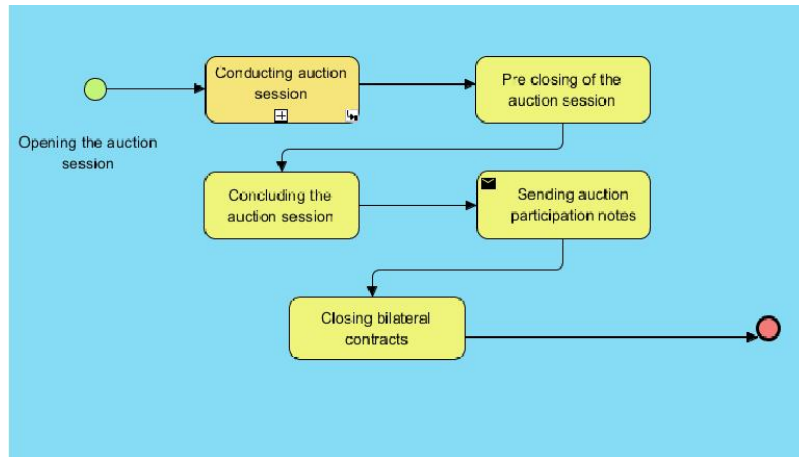 Conducting auction
session
Pre closing of the
auction session
Opening the auction
session
Concluding the
auction session
Sending auction
participation notes
Closing bilateral
contracts